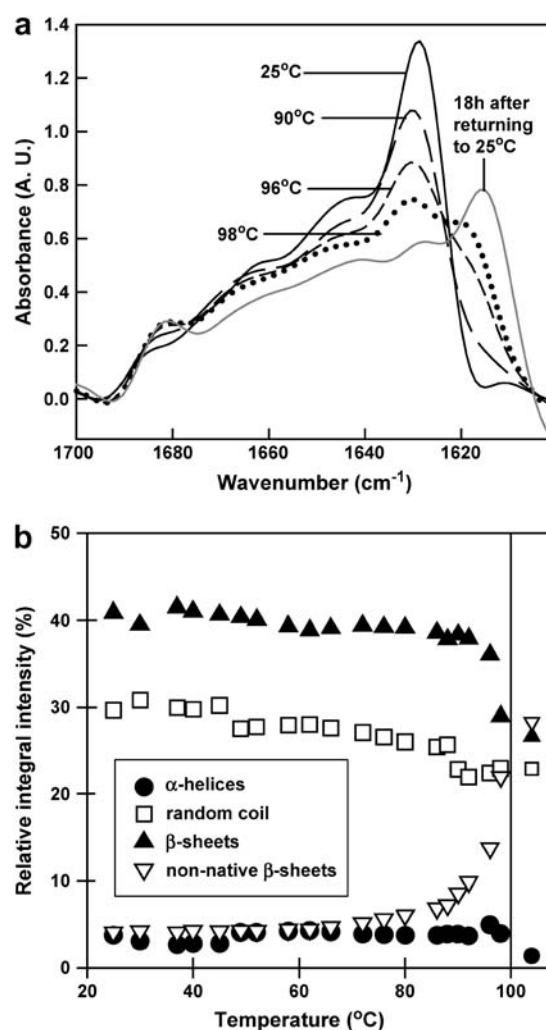 a
1.4
1.2
1.0
0.8
0.6
0.4
0.2
0.0
Absorbance (A. U.)
25°C
90°C
96°C
98°C
18h after
returning
to 25°C
1700
1680
1660
1640
1620
Wavenumber (cm-1)
b
50
40
30
20
10
0
Relative integral intensity (%)
α-helices
random coil
β-sheets
non-native β-sheets
20
40
60
80
100
Temperature (°C)